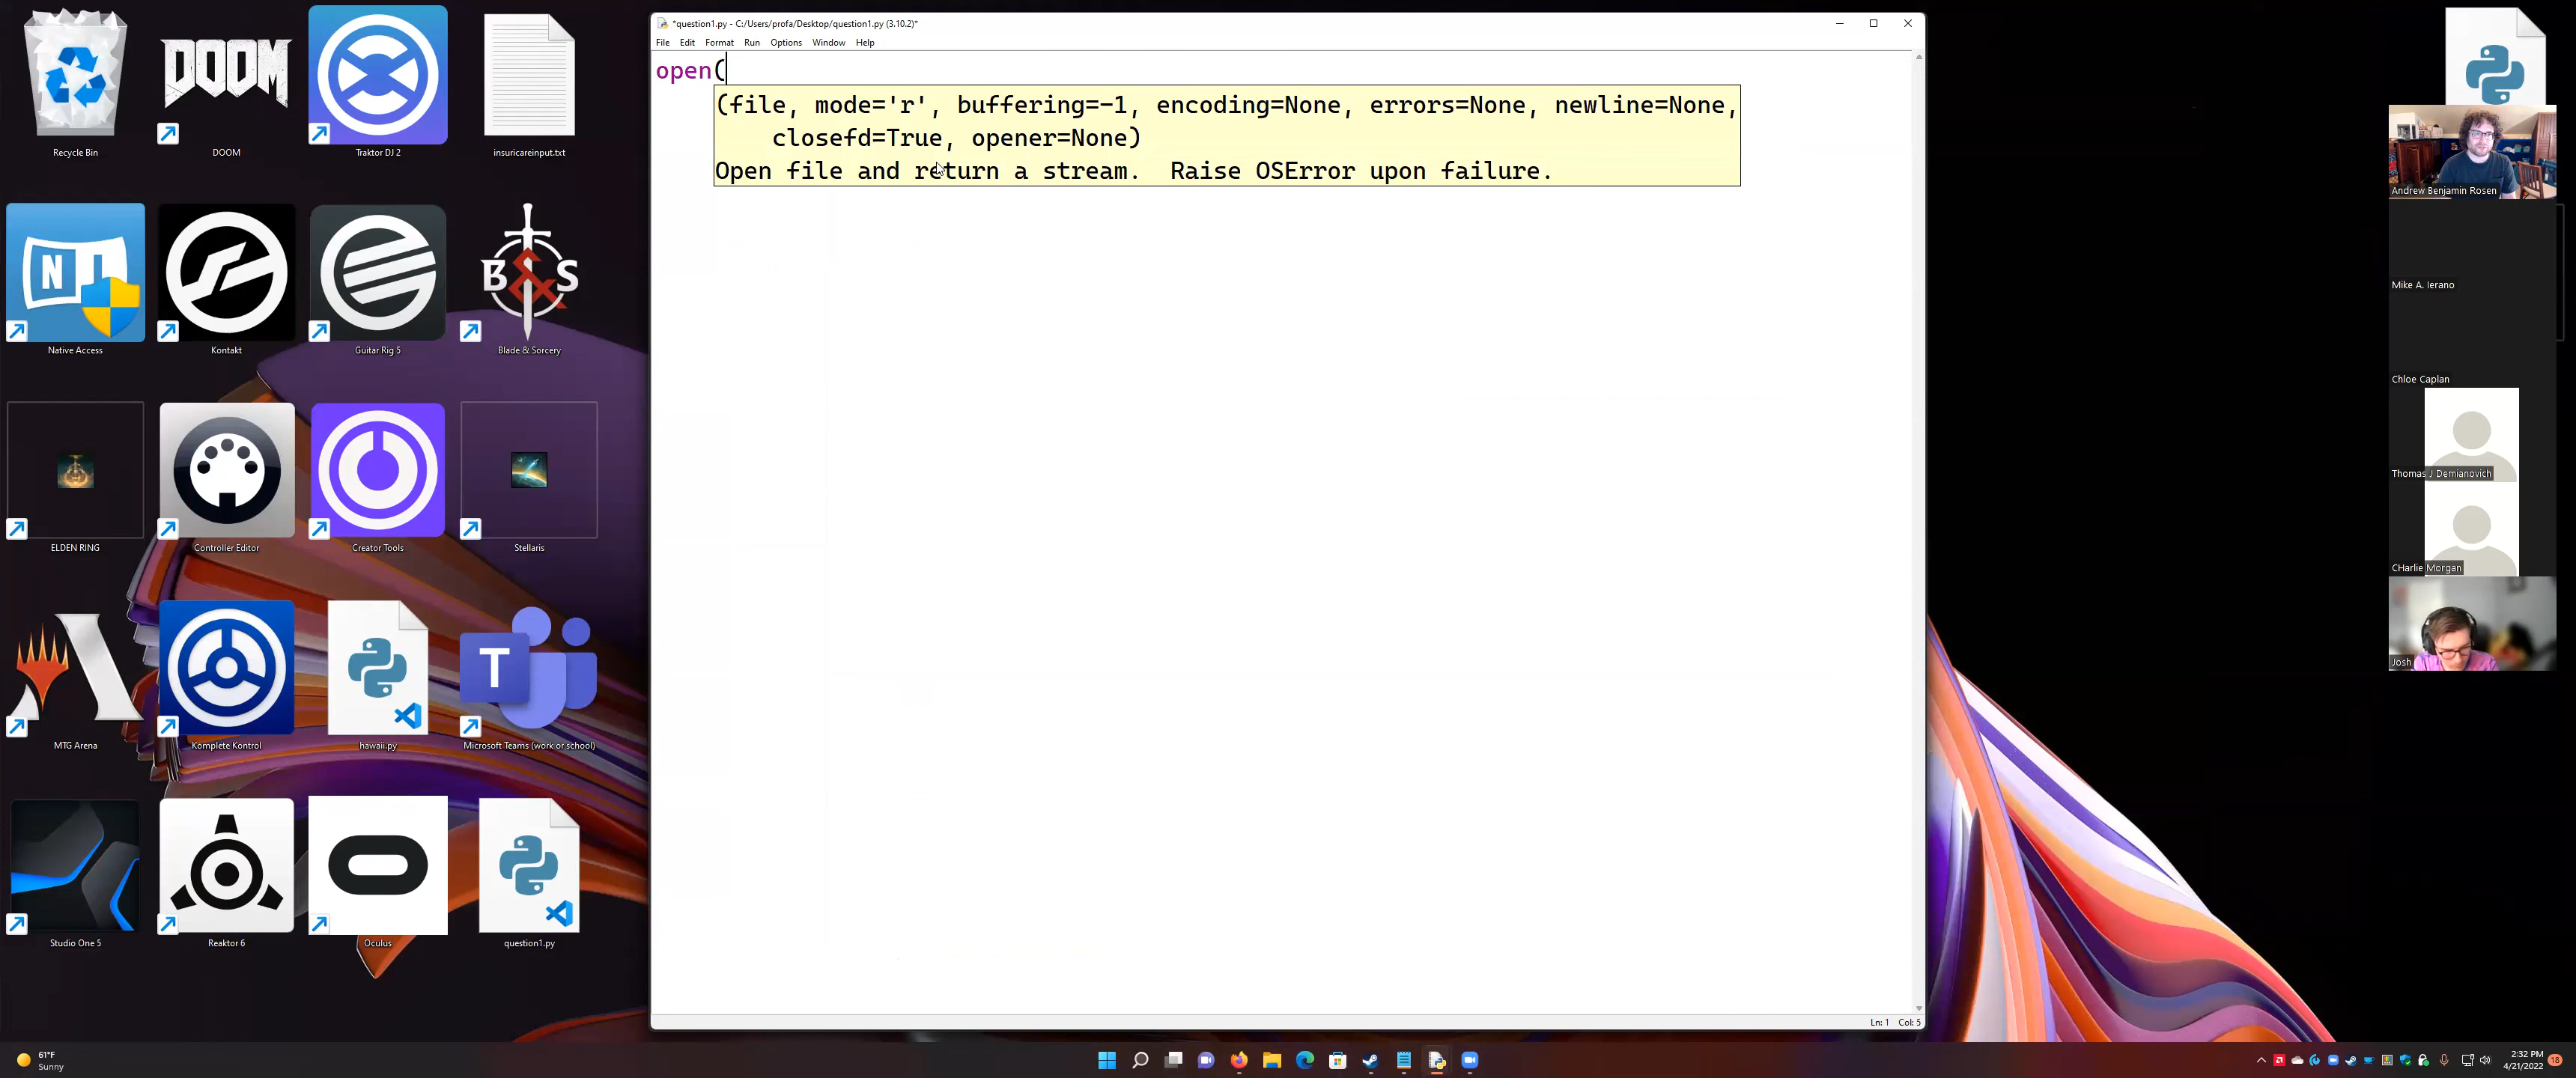 Recycle Bin
DOOM
DOOM
Traktor DJ 2
insuricareinput.txt
N I
Native Access
Kontakt
Guitar Rig 5
B & S
Blade & Sorcery
ELDEN RING
Controller Editor
Creator Tools
Stellaris
MTG Arena
Komplete Kontrol
hawaii.py
T
Microsoft Teams (work or school)
Studio One 5
Reaktor 6
Oculus
question1.py
*question1.py - C:/Users/profa/Desktop/question1.py (3.10.2)*
File Edit Format Run Options Window Help
open(
(file, mode='r', buffering=-1, encoding=None, errors=None, newline=None,
closefd=True, opener=None)
Open file and return a stream.  Raise OSError upon failure.
Ln: 1 Col: 5
Andrew Benjamin Rosen
Mike A. Ierano
Chloe Caplan
Thomas J Demianovich
CHarlie Morgan
Josh
61°F
Sunny
2:32 PM
4/21/2022
18